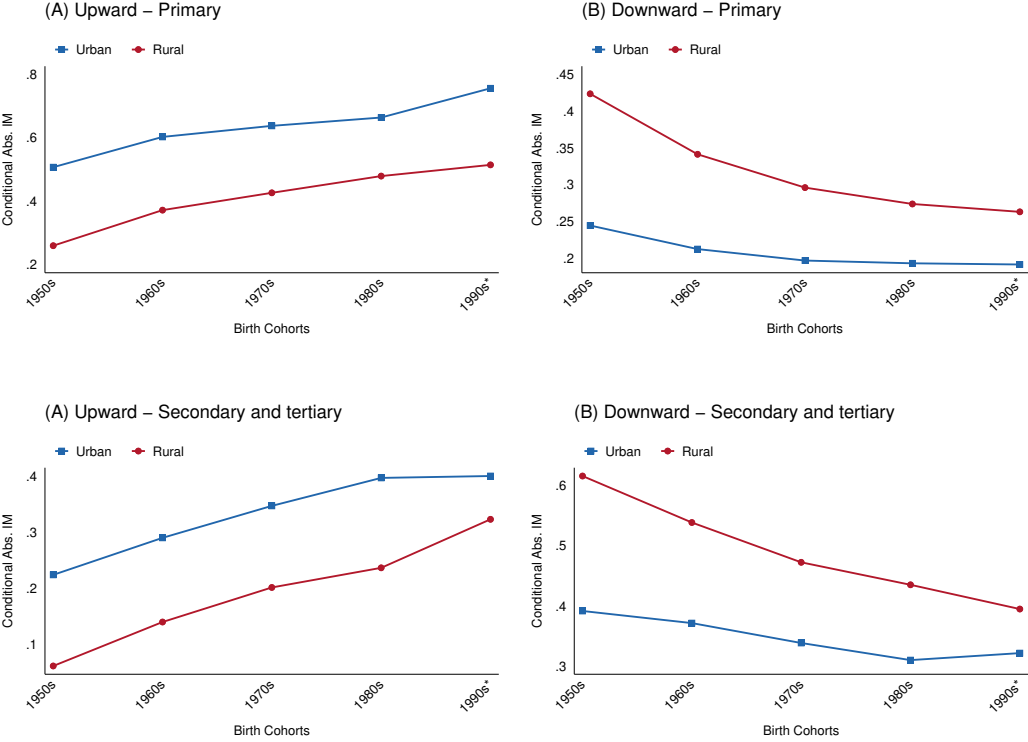 (A) Upward − Primary
Urban Rural
.8
.6
.4
.2
Conditional Abs. IM
1950s 1960s 1970s 1980s 1990s*
Birth Cohorts
(B) Downward − Primary
Urban Rural
.45
.4
.35
.3
.25
.2
Conditional Abs. IM
1950s 1960s 1970s 1980s 1990s*
Birth Cohorts
(A) Upward − Secondary and tertiary
Urban Rural
.4
.3
.2
.1
Conditional Abs. IM
1950s 1960s 1970s 1980s 1990s*
Birth Cohorts
(B) Downward − Secondary and tertiary
Urban Rural
.6
.5
.4
.3
Conditional Abs. IM
1950s 1960s 1970s 1980s 1990s*
Birth Cohorts